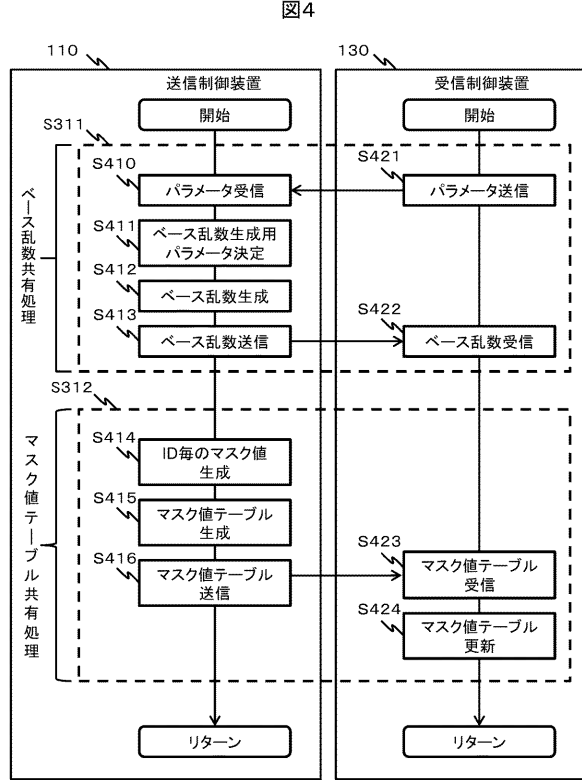 図4
110
送信制御装置
開始
130
受信制御装置
開始
S311
ベース乱数共有処理
S410
パラメータ受信
S421
パラメータ送信
S411
ベース乱数生成用
パラメータ決定
S412
ベース乱数生成
S413
ベース乱数送信
S422
ベース乱数受信
S312
マスク値テーブル共有処理
S414
ID毎のマスク値
生成
S415
マスク値テーブル
生成
S416
マスク値テーブル
送信
S423
マスク値テーブル
受信
S424
マスク値テーブル
更新
リターン
リターン